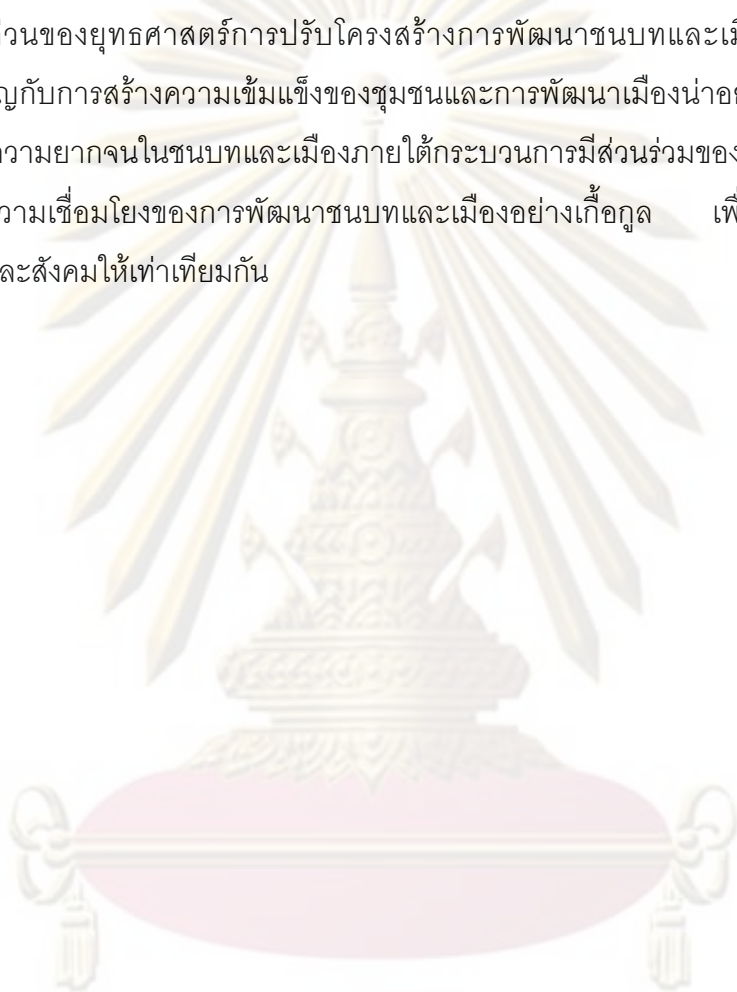 ส่วนของยุทธศาสตร์การปรับโครงสร้างการพัฒนาชนบทและเมื
ญกับการสร้างความเข้มแข็งของชุมชนและการพัฒนาเมืองน่าอย
ความยากจนในชนบทและเมืองภายใต้กระบวนการมีส่วนร่วมของ
วามเชื่อมโยงของการพัฒนาชนบทและเมืองอย่างเกื้อกูล เพื่
ละสังคมให้เท่าเทียมกัน